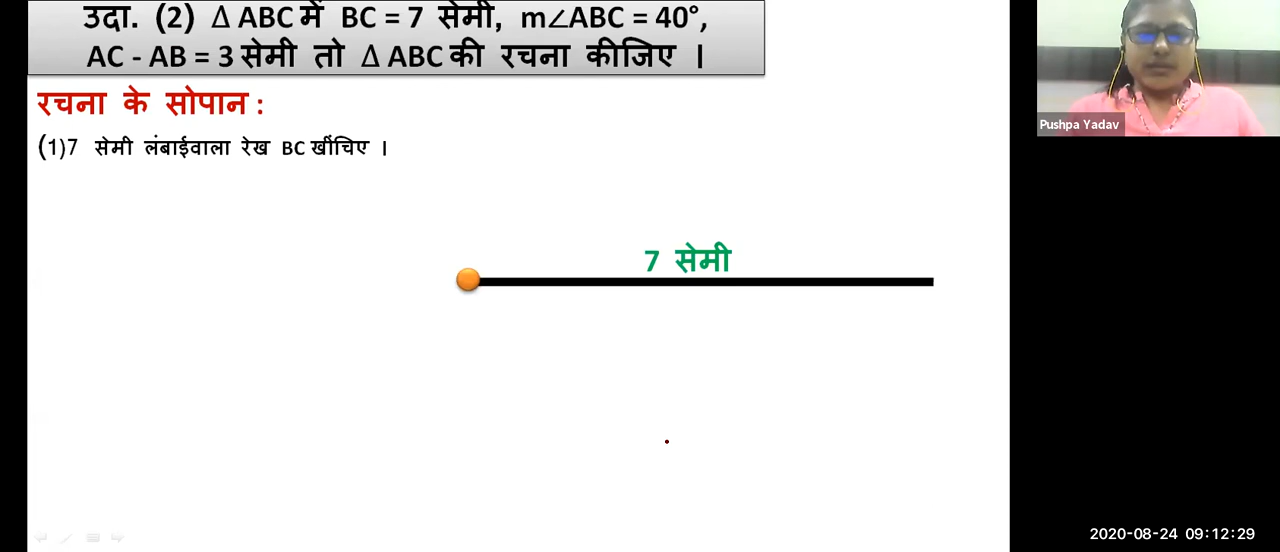 उदा. (2) Δ ABC में BC = 7 सेमी, m∠ABC = 40°,
AC - AB = 3 सेमी तो Δ ABC की रचना कीजिए ।
रचना के सोपान :
(1)7 सेमी लंबाईवाला रेख BC खींचिए ।
7 सेमी
Pushpa Yadav
2020-08-24 09:12:29